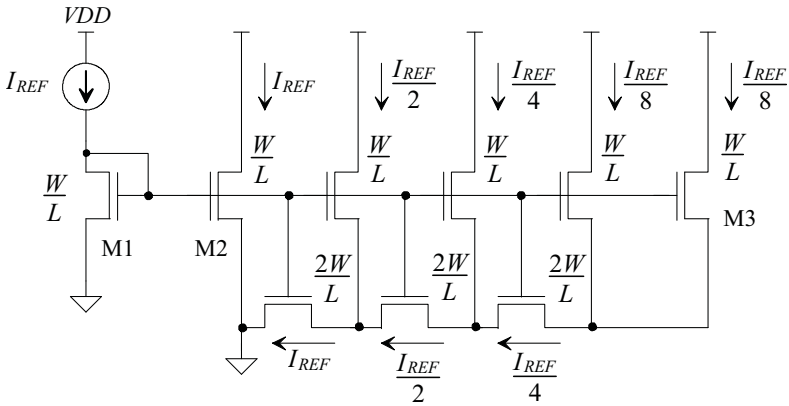 VDD
I_REF
I_REF
I_REF/2
I_REF/4
I_REF/8
I_REF/8
W/L
W/L
W/L
W/L
W/L
W/L
M1
M2
M3
2W/L
2W/L
2W/L
I_REF
I_REF/2
I_REF/4